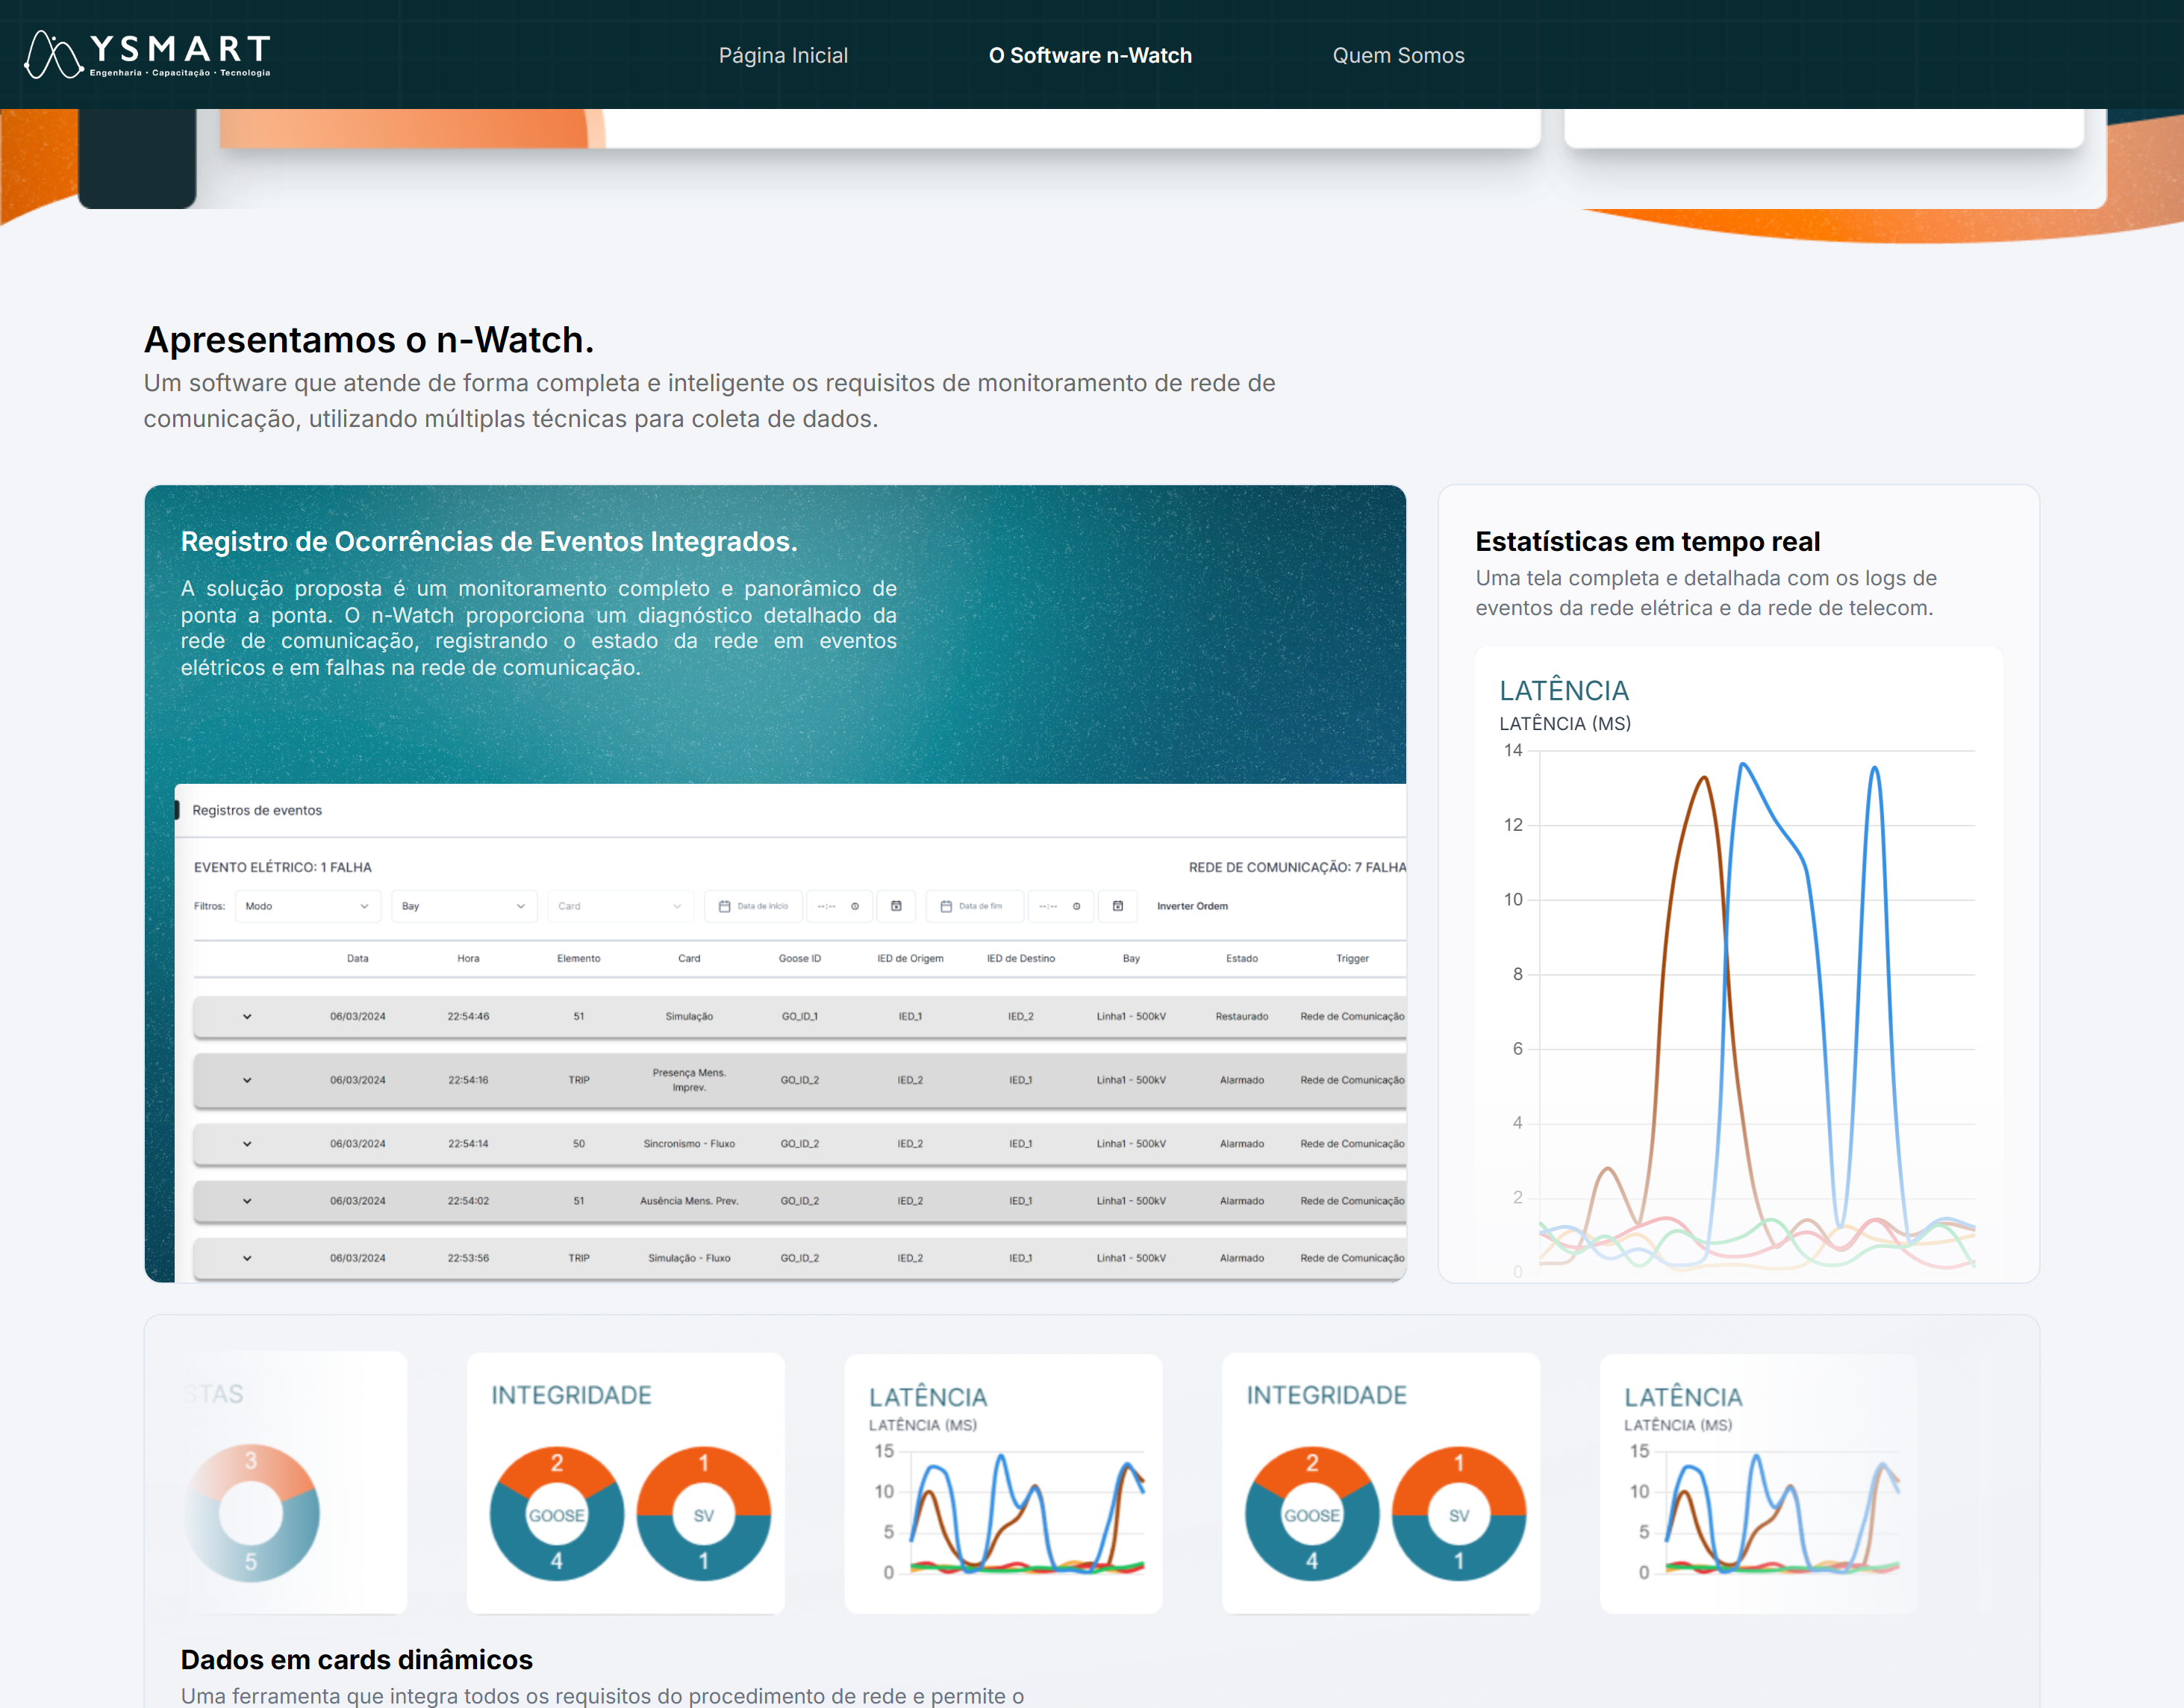 YSMART
Engenharia · Capacitação · Tecnologia
Página Inicial
O Software n-Watch
Quem Somos
Apresentamos o n-Watch.
Um software que atende de forma completa e inteligente os requisitos de monitoramento de rede de
comunicação, utilizando múltiplas técnicas para coleta de dados.
Registro de Ocorrências de Eventos Integrados.
A solução proposta é um monitoramento completo e panorâmico de
ponta a ponta. O n-Watch proporciona um diagnóstico detalhado da
rede de comunicação, registrando o estado da rede em eventos
elétricos e em falhas na rede de comunicação.
Registros de eventos
EVENTO ELÉTRICO: 1 FALHA
REDE DE COMUNICAÇÃO: 7 FALHA
Filtros: Modo Bay Card Data de início --:-- Data de fim --:-- Inverter Ordem
Data Hora Elemento Card Goose ID IED de Origem IED de Destino Bay Estado Trigger
06/03/2024 22:54:46 51 Simulação GO_ID_1 IED_1 IED_2 Linha1 - 500kV Restaurado Rede de Comunicação
06/03/2024 22:54:16 TRIP Presença Mens. Imprev. GO_ID_2 IED_2 IED_1 Linha1 - 500kV Alarmado Rede de Comunicação
06/03/2024 22:54:14 50 Sincronismo - Fluxo GO_ID_2 IED_2 IED_1 Linha1 - 500kV Alarmado Rede de Comunicação
06/03/2024 22:54:02 51 Ausência Mens. Prev. GO_ID_2 IED_2 IED_1 Linha1 - 500kV Alarmado Rede de Comunicação
06/03/2024 22:53:56 TRIP Simulação - Fluxo GO_ID_2 IED_2 IED_1 Linha1 - 500kV Alarmado Rede de Comunicação
Estatísticas em tempo real
Uma tela completa e detalhada com os logs de
eventos da rede elétrica e da rede de telecom.
LATÊNCIA
LATÊNCIA (MS)
14
12
10
8
6
4
2
0
STAS
3
5
INTEGRIDADE
2
GOOSE
4
1
SV
1
LATÊNCIA
LATÊNCIA (MS)
15
10
5
0
INTEGRIDADE
2
GOOSE
4
1
SV
1
LATÊNCIA
LATÊNCIA (MS)
15
10
5
0
Dados em cards dinâmicos
Uma ferramenta que integra todos os requisitos do procedimento de rede e permite o